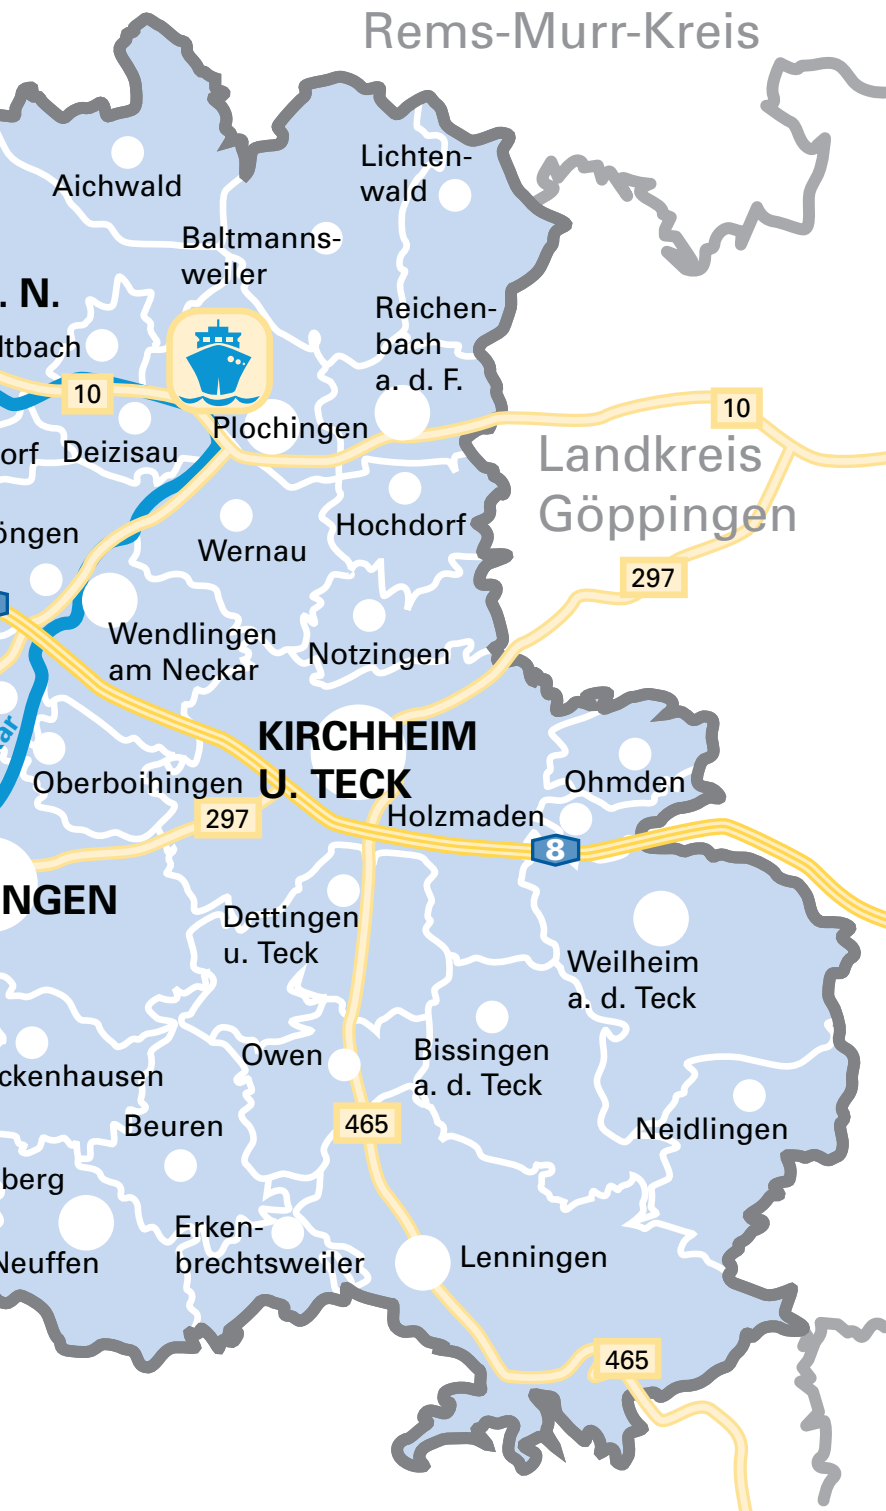 Rems-Murr-Kreis
Lichten-
wald
Aichwald
Baltmanns-
weiler
. N.
Reichen-
bach
a. d. F.
ltbach
10
10
Plochingen
orf
Deizisau
Landkreis
Göppingen
öngen
Hochdorf
Wernau
297
Wendlingen
am Neckar
Notzingen
ar
KIRCHHEIM
U. TECK
Oberboihingen
Ohmden
297
Holzmaden
8
NGEN
Dettingen
u. Teck
Weilheim
a. d. Teck
Owen
Bissingen
a. d. Teck
ckenhausen
465
Beuren
Neidlingen
berg
Erken-
brechtsweiler
Neuffen
Lenningen
465